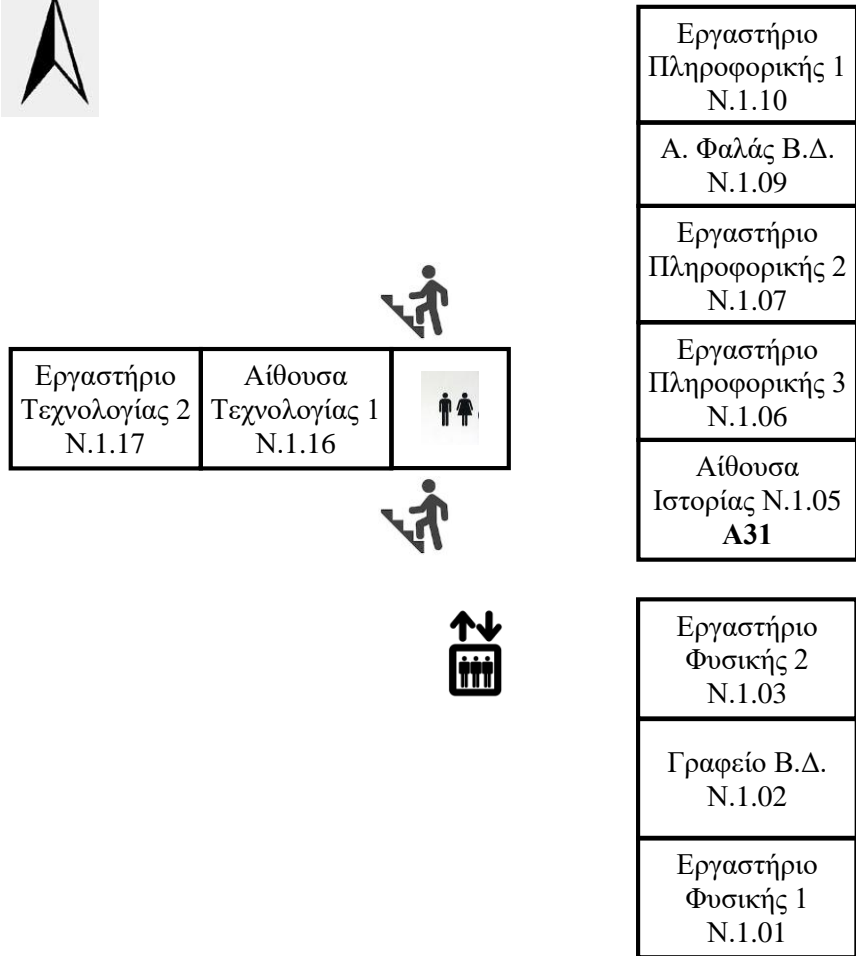 Εργαστήριο
Πληροφορικής 1
Ν.1.10
Α. Φαλάς Β.Δ.
Ν.1.09
Εργαστήριο
Πληροφορικής 2
Ν.1.07
Εργαστήριο
Πληροφορικής 3
Ν.1.06
Αίθουσα
Ιστορίας Ν.1.05
Α31
Εργαστήριο
Τεχνολογίας 2
Ν.1.17
Αίθουσα
Τεχνολογίας 1
Ν.1.16
Εργαστήριο
Φυσικής 2
Ν.1.03
Γραφείο Β.Δ.
Ν.1.02
Εργαστήριο
Φυσικής 1
Ν.1.01